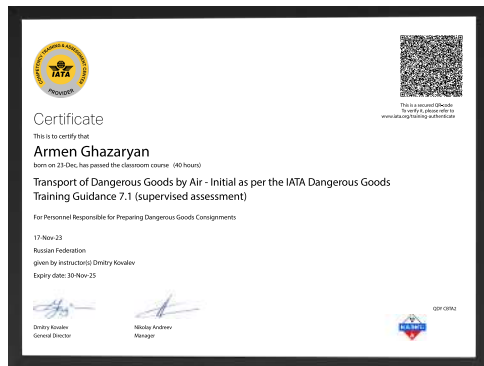 COMPETENCY TRAINING & ASSESSMENT CENTER
IATA
PROVIDER
This is a secured QR-code
To verify it, please refer to
www.iata.org/training-authenticate
Certificate
This is to certify that
Armen Ghazaryan
born on 23-Dec, has passed the classroom course (40 hours)
Transport of Dangerous Goods by Air - Initial as per the IATA Dangerous Goods
Training Guidance 7.1 (supervised assessment)
For Personnel Responsible for Preparing Dangerous Goods Consignments
17-Nov-23
Russian Federation
given by instructor(s) Dmitry Kovalev
Expiry date: 30-Nov-25
Dmitry Kovalev
General Director
Nikolay Andreev
Manager
QDF CBTA2